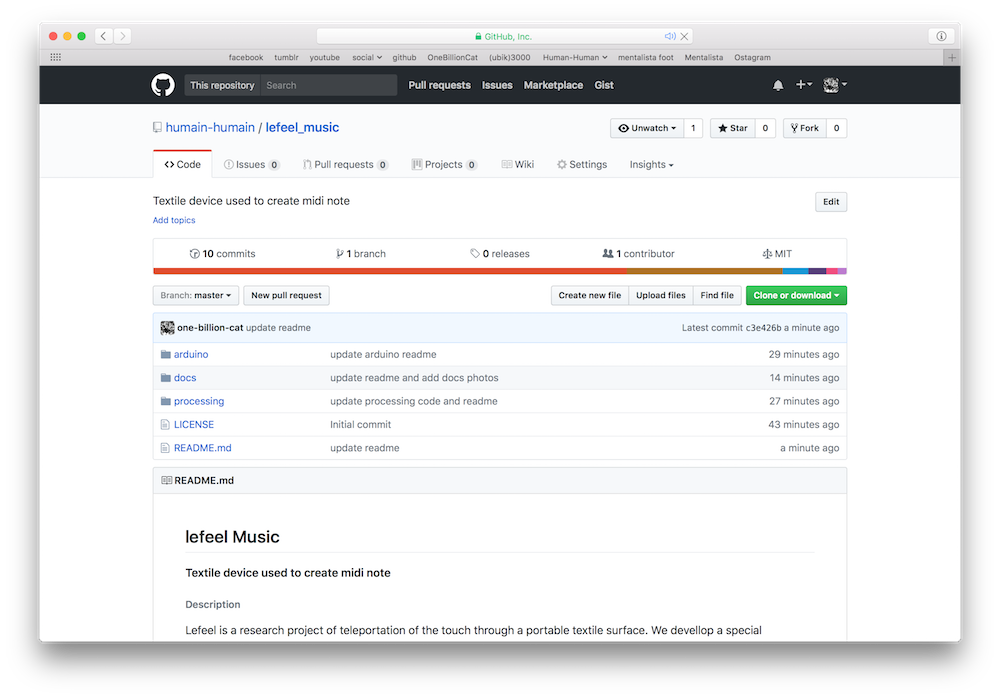 GitHub, Inc.
facebook tumblr youtube social github OneBillionCat (ubik)3000 Human-Human mentalista foot Mentalista Ostagram
This repository Search Pull requests Issues Marketplace Gist
humain-humain / lefeel_music Unwatch 1 Star 0 Fork 0
Code Issues 0 Pull requests 0 Projects 0 Wiki Settings Insights
Textile device used to create midi note Edit
Add topics
10 commits 1 branch 0 releases 1 contributor MIT
Branch: master New pull request Create new file Upload files Find file Clone or download
one-billion-cat update readme Latest commit c3e426b a minute ago
arduino update arduino readme 29 minutes ago
docs update readme and add docs photos 14 minutes ago
processing update processing code and readme 27 minutes ago
LICENSE Initial commit 43 minutes ago
README.md update readme a minute ago
README.md
lefeel Music
Textile device used to create midi note
Description
Lefeel is a research project of teleportation of the touch through a portable textile surface. We devellop a special